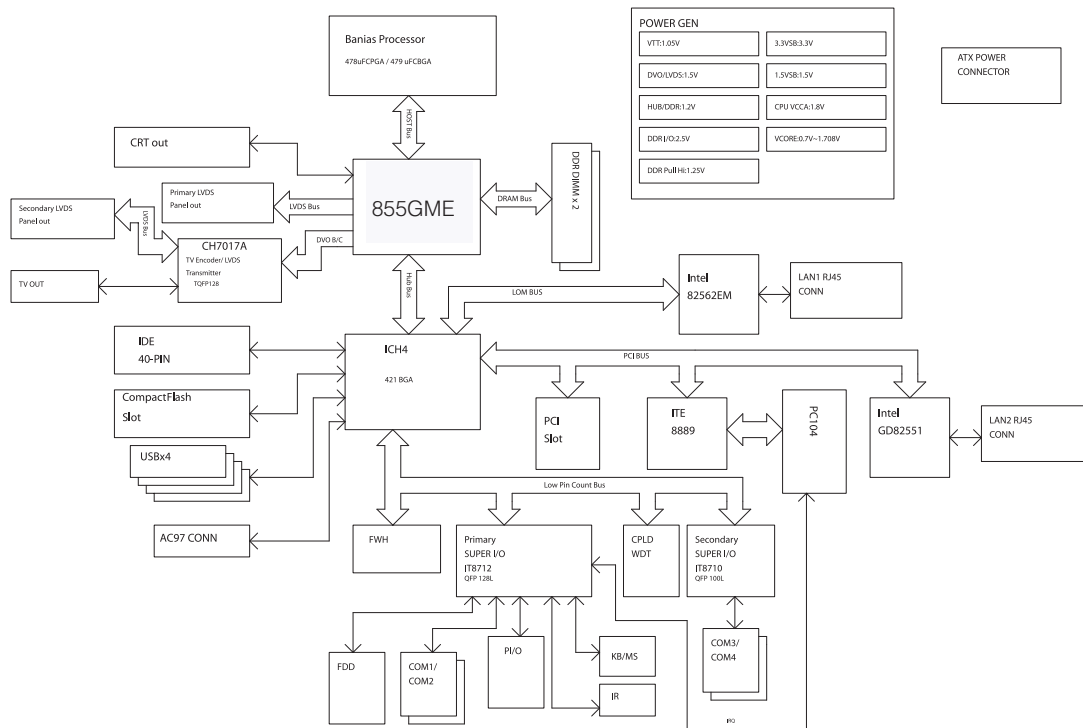 Banias Processor
478uFCPGA / 479 uFCBGA
POWER GEN
VTT:1.05V
3.3VSB:3.3V
DVO/LVDS:1.5V
1.5VSB:1.5V
HUB/DDR:1.2V
CPU VCCA:1.8V
DDR I/O:2.5V
VCORE:0.7V~1.708V
DDR Pull Hi:1.25V
ATX POWER
CONNECTOR
HOST Bus
CRT out
Primary LVDS
Panel out
LVDS Bus
855GME
DRAM Bus
DDR DIMM x 2
Secondary LVDS
Panel out
LVDS Bus
CH7017A
TV Encoder/ LVDS
Transmitter
TQFP128
DVO B/C
TV OUT
Hub Bus
LOM BUS
Intel
82562EM
LAN1 RJ45
CONN
IDE
40-PIN
ICH4
421 BGA
PCI BUS
CompactFlash
Slot
PCI
Slot
ITE
8889
PC104
Intel
GD82551
LAN2 RJ45
CONN
USBx4
Low Pin Count Bus
AC97 CONN
FWH
Primary
SUPER I/O
IT8712
QFP 128L
CPLD
WDT
Secondary
SUPER I/O
IT8710
QFP 100L
FDD
COM1/
COM2
PI/O
KB/MS
IR
COM3/
COM4
IRQ